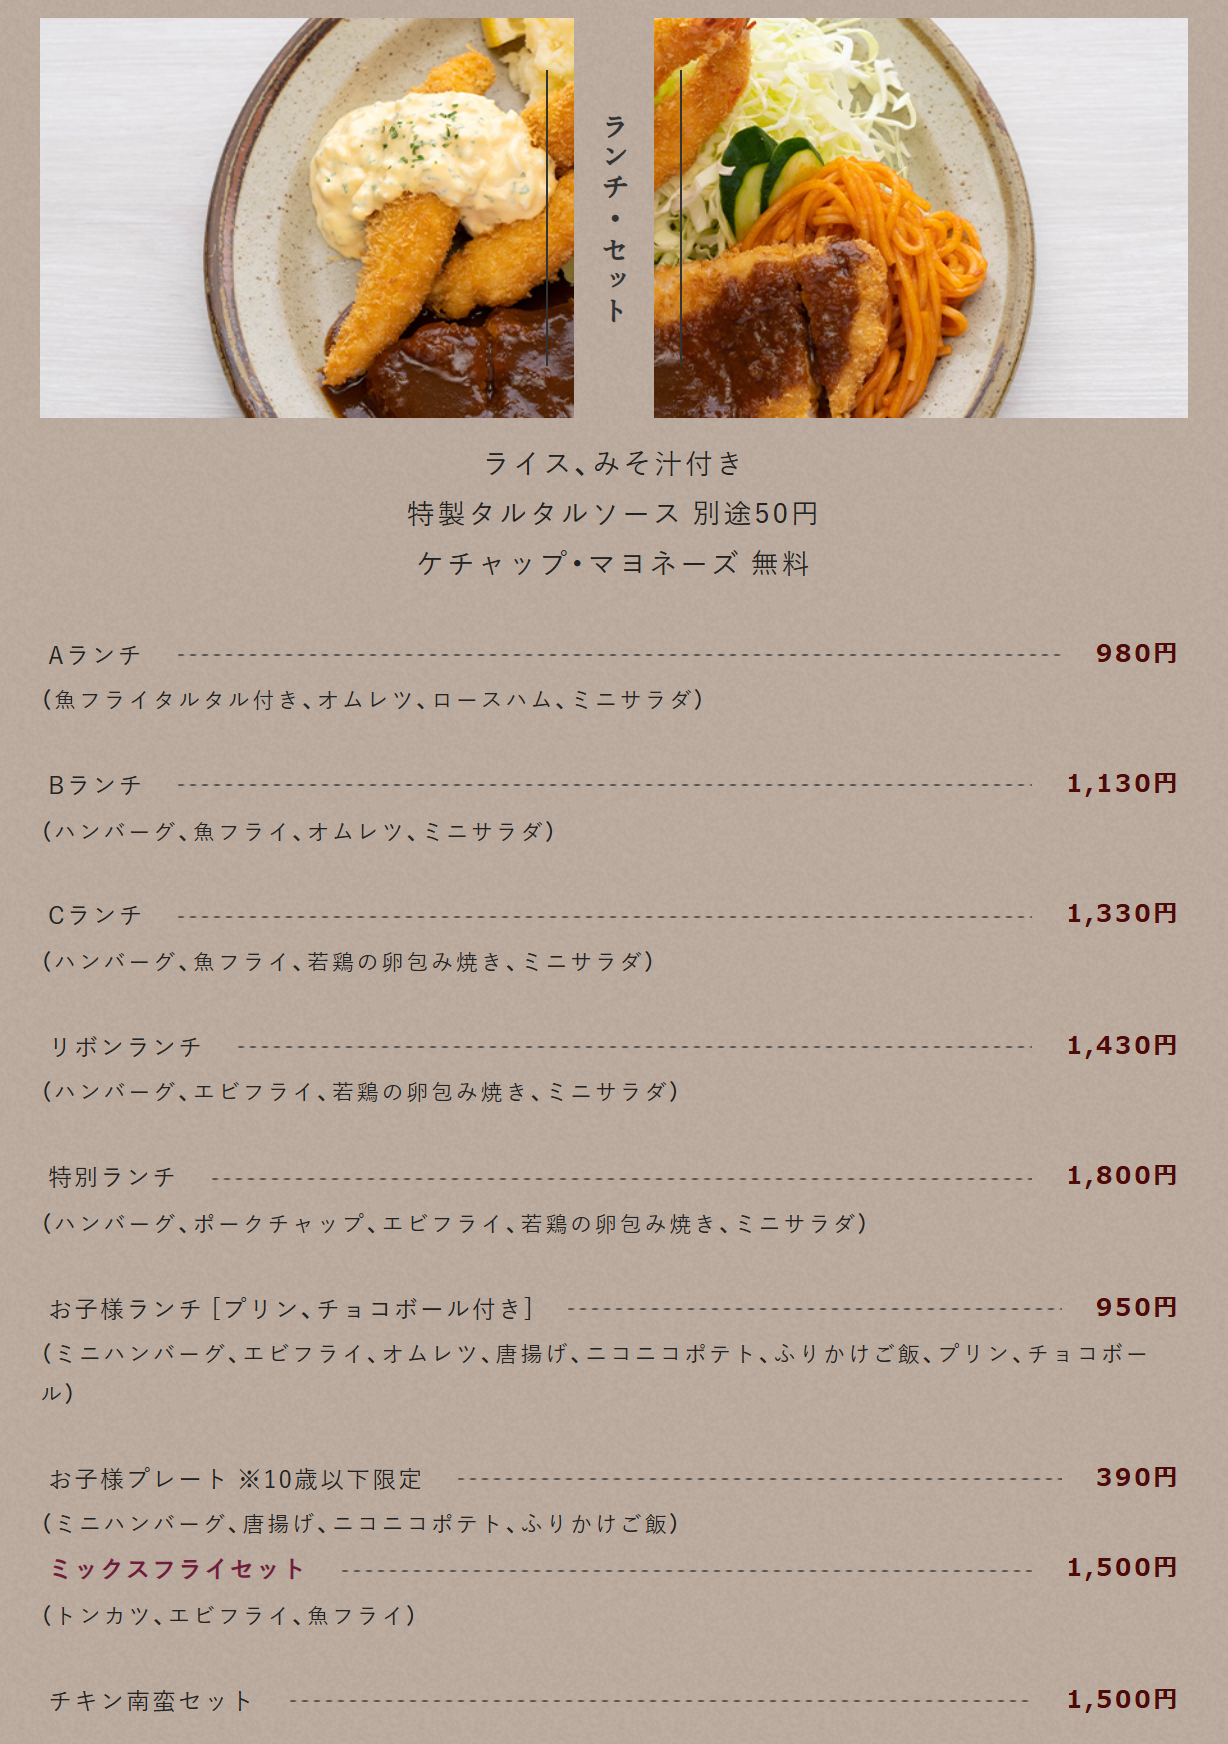 ランチ・セット
ライス、みそ汁付き
特製タルタルソース 別途50円
ケチャップ・マヨネーズ 無料
Aランチ 980円
(魚フライタルタル付き、オムレツ、ロースハム、ミニサラダ)
Bランチ 1,130円
(ハンバーグ、魚フライ、オムレツ、ミニサラダ)
Cランチ 1,330円
(ハンバーグ、魚フライ、若鶏の卵包み焼き、ミニサラダ)
リボンランチ 1,430円
(ハンバーグ、エビフライ、若鶏の卵包み焼き、ミニサラダ)
特別ランチ 1,800円
(ハンバーグ、ポークチャップ、エビフライ、若鶏の卵包み焼き、ミニサラダ)
お子様ランチ [プリン、チョコボール付き] 950円
(ミニハンバーグ、エビフライ、オムレツ、唐揚げ、ニコニコポテト、ふりかけご飯、プリン、チョコボー
ル)
お子様プレート ※10歳以下限定 390円
(ミニハンバーグ、唐揚げ、ニコニコポテト、ふりかけご飯)
ミックスフライセット 1,500円
(トンカツ、エビフライ、魚フライ)
チキン南蛮セット 1,500円